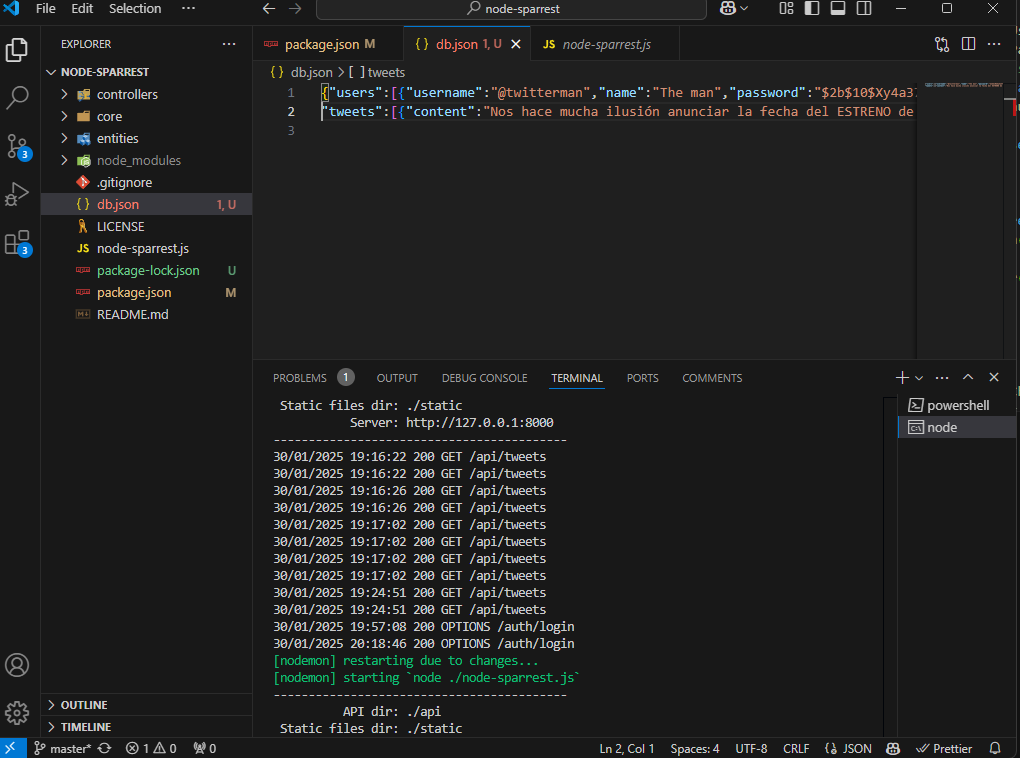 File Edit Selection ··· node-sparrest
EXPLORER ···
NODE-SPARREST
controllers
core
entities
node_modules
.gitignore
{ } db.json 1, U
LICENSE
JS node-sparrest.js
package-lock.json U
package.json M
README.md
OUTLINE
TIMELINE
package.json M
{ } db.json 1, U
JS node-sparrest.js
{ } db.json > [ ] tweets
1 {"users":[{"username":"@twitterman","name":"The man","password":"$2b$10$Xy4a37
2 "tweets":[{"content":"Nos hace mucha ilusión anunciar la fecha del ESTRENO de
3
PROBLEMS 1 OUTPUT DEBUG CONSOLE TERMINAL PORTS COMMENTS
powershell
node
Static files dir: ./static
Server: http://127.0.0.1:8000
------------------------------------------
30/01/2025 19:16:22 200 GET /api/tweets
30/01/2025 19:16:22 200 GET /api/tweets
30/01/2025 19:16:26 200 GET /api/tweets
30/01/2025 19:16:26 200 GET /api/tweets
30/01/2025 19:17:02 200 GET /api/tweets
30/01/2025 19:17:02 200 GET /api/tweets
30/01/2025 19:17:02 200 GET /api/tweets
30/01/2025 19:17:02 200 GET /api/tweets
30/01/2025 19:24:51 200 GET /api/tweets
30/01/2025 19:24:51 200 GET /api/tweets
30/01/2025 19:57:08 200 OPTIONS /auth/login
30/01/2025 20:18:46 200 OPTIONS /auth/login
[nodemon] restarting due to changes...
[nodemon] starting `node ./node-sparrest.js`
------------------------------------------
API dir: ./api
Static files dir: ./static
master* 1 0 0 Ln 2, Col 1 Spaces: 4 UTF-8 CRLF JSON Prettier